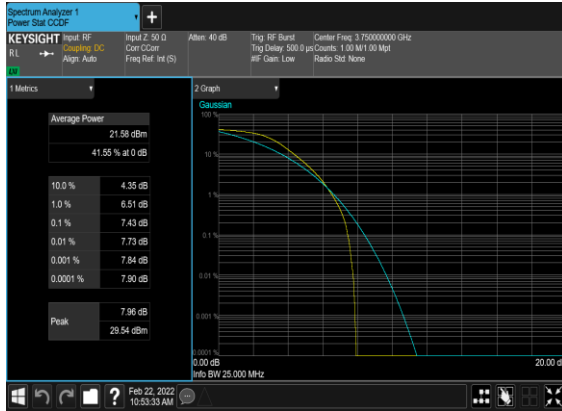 Spectrum Analyzer 1
Power Stat CCDF
+
KEYSIGHT
RL
Input: RF
Coupling: DC
Align: Auto
Input Z: 50 Ω
Corr CCorr
Freq Ref: Int (S)
Atten: 40 dB
Trig: RF Burst
Trig Delay: 500.0 µs
#IF Gain: Low
Center Freq: 3.750000000 GHz
Counts: 1.00 M/1.00 Mpt
Radio Std: None
LU
1 Metrics
2 Graph
Average Power
21.58 dBm
41.55 % at 0 dB
10.0 % 4.35 dB
1.0 % 6.51 dB
0.1 % 7.43 dB
0.01 % 7.73 dB
0.001 % 7.84 dB
0.0001 % 7.90 dB
Peak
7.96 dB
29.54 dBm
Gaussian
100 %
10 %
1 %
0.1 %
0.01 %
0.001 %
0.0001 %
0.00 dB
20.00 d
Info BW 25.000 MHz
?
Feb 22, 2022
10:53:33 AM